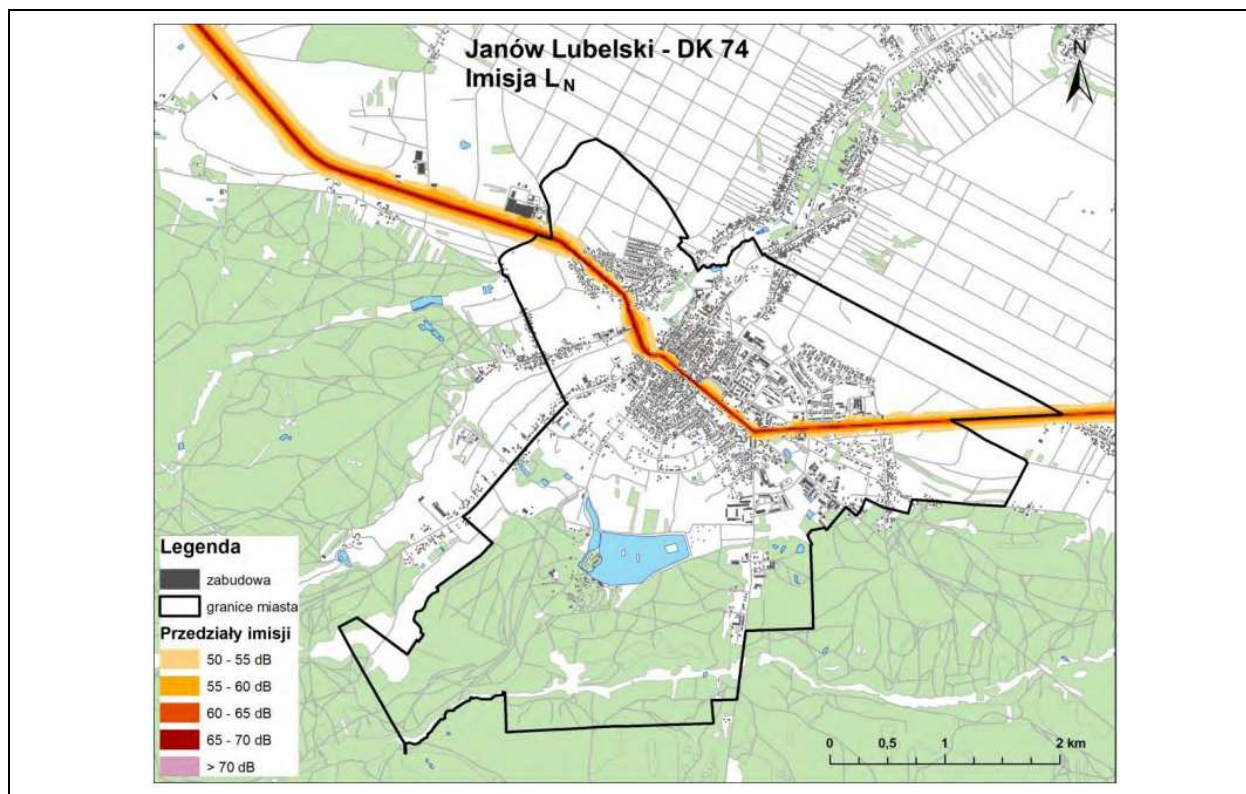 Janów Lubelski - DK 74
Imisja LN
N
Legenda
zabudowa
granice miasta
Przedziały imisji
50 - 55 dB
55 - 60 dB
60 - 65 dB
65 - 70 dB
> 70 dB
0 0,5 1 2 km